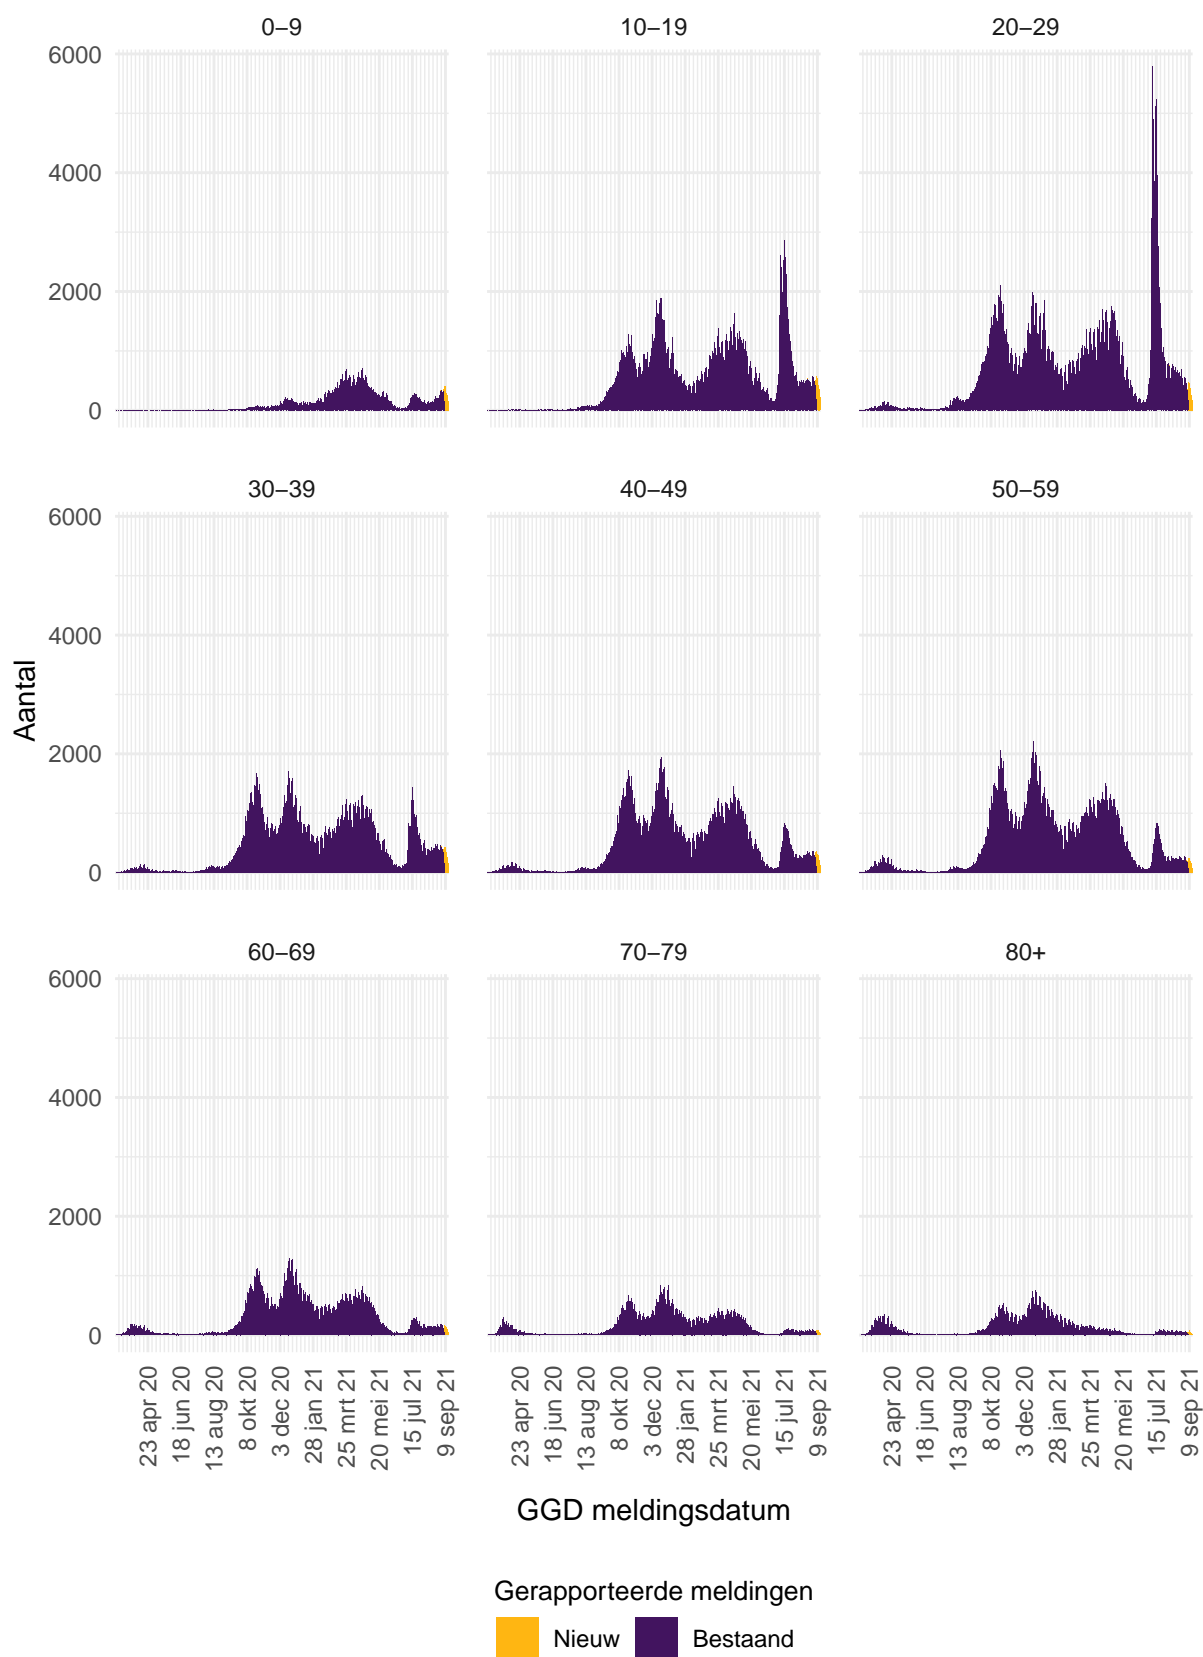 0–9 10–19 20–29
6000
4000
2000
0
30–39 40–49 50–59
6000
4000
2000
0
Aantal
60–69 70–79 80+
6000
4000
2000
0
23 apr 20 18 jun 20 13 aug 20 8 okt 20 3 dec 20 28 jan 21 25 mrt 21 20 mei 21 15 jul 21 9 sep 21
23 apr 20 18 jun 20 13 aug 20 8 okt 20 3 dec 20 28 jan 21 25 mrt 21 20 mei 21 15 jul 21 9 sep 21
23 apr 20 18 jun 20 13 aug 20 8 okt 20 3 dec 20 28 jan 21 25 mrt 21 20 mei 21 15 jul 21 9 sep 21
GGD meldingsdatum
Gerapporteerde meldingen
Nieuw Bestaand